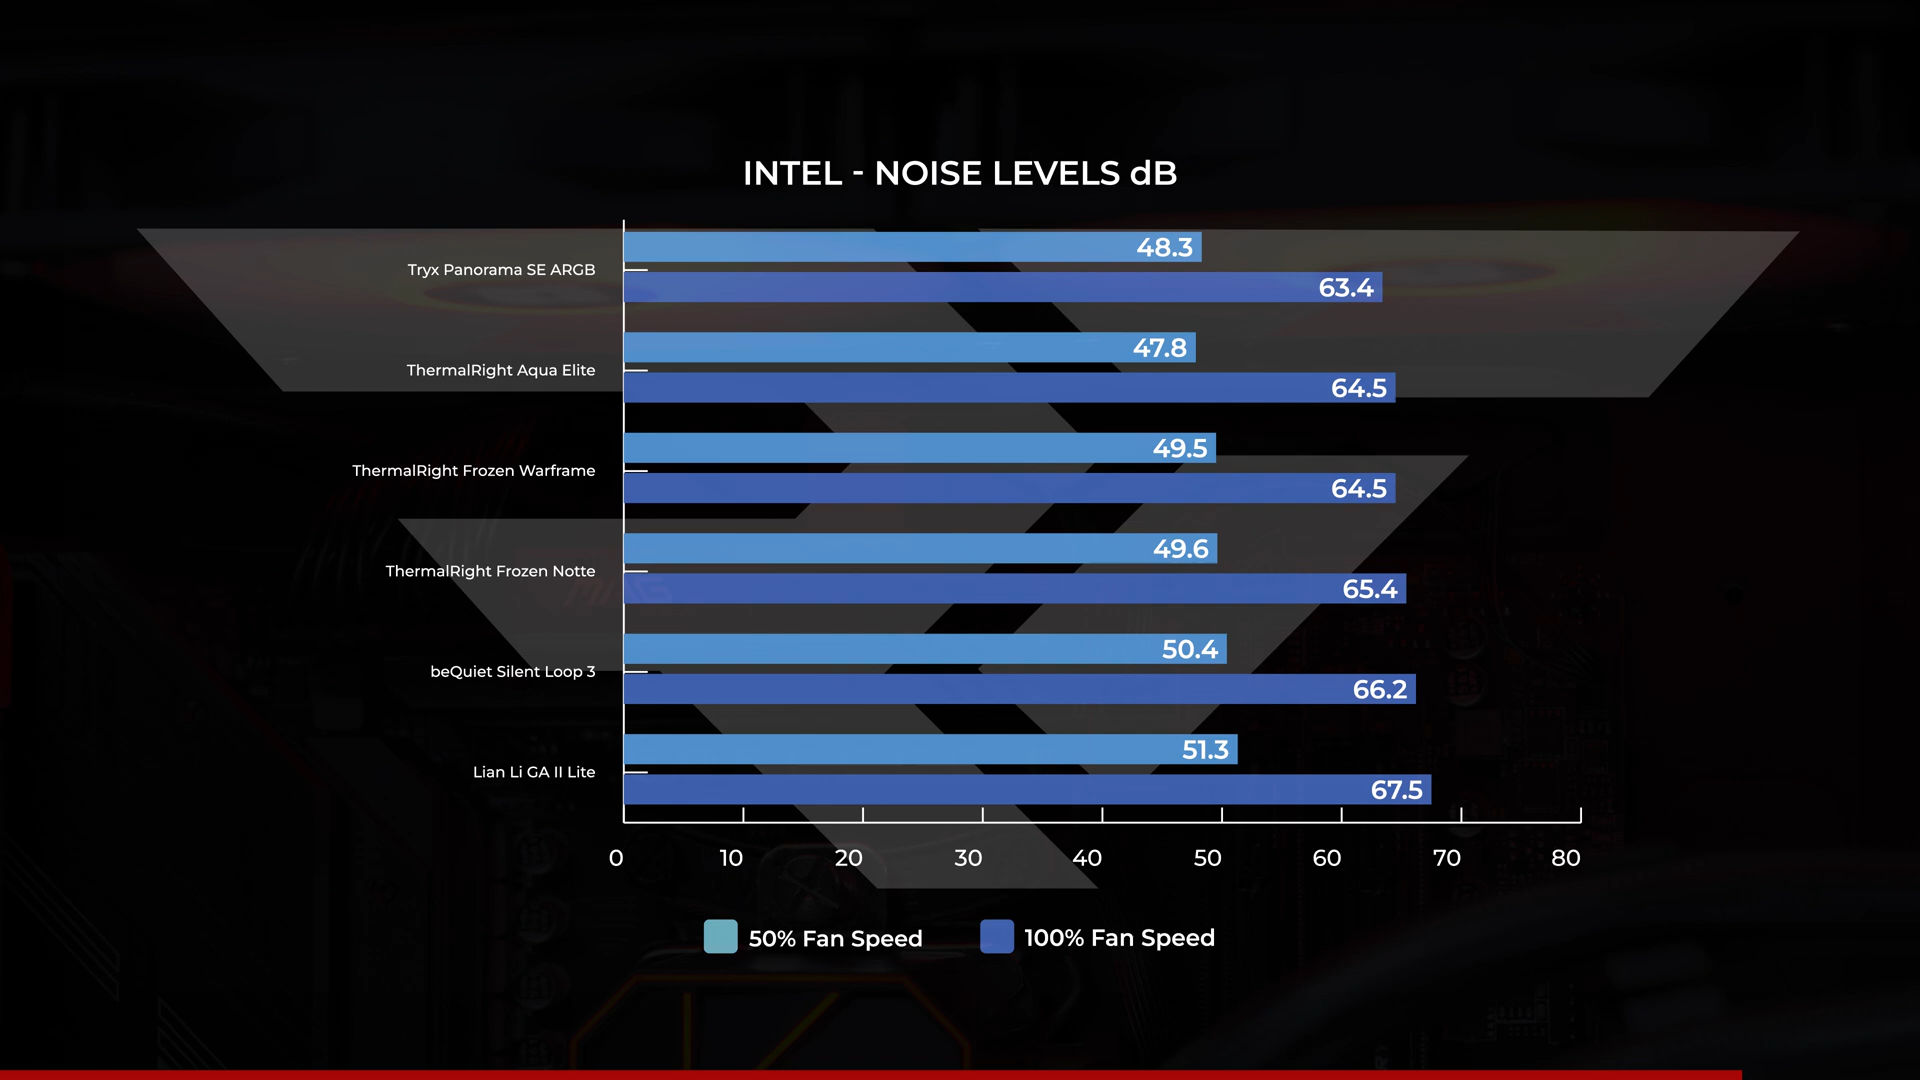 INTEL - NOISE LEVELS dB
48.3
Tryx Panorama SE ARGB
63.4
47.8
ThermalRight Aqua Elite
64.5
49.5
ThermalRight Frozen Warframe
64.5
49.6
ThermalRight Frozen Notte
65.4
50.4
beQuiet Silent Loop 3
66.2
51.3
Lian Li GA II Lite
67.5
0 10 20 30 40 50 60 70 80
50% Fan Speed 100% Fan Speed